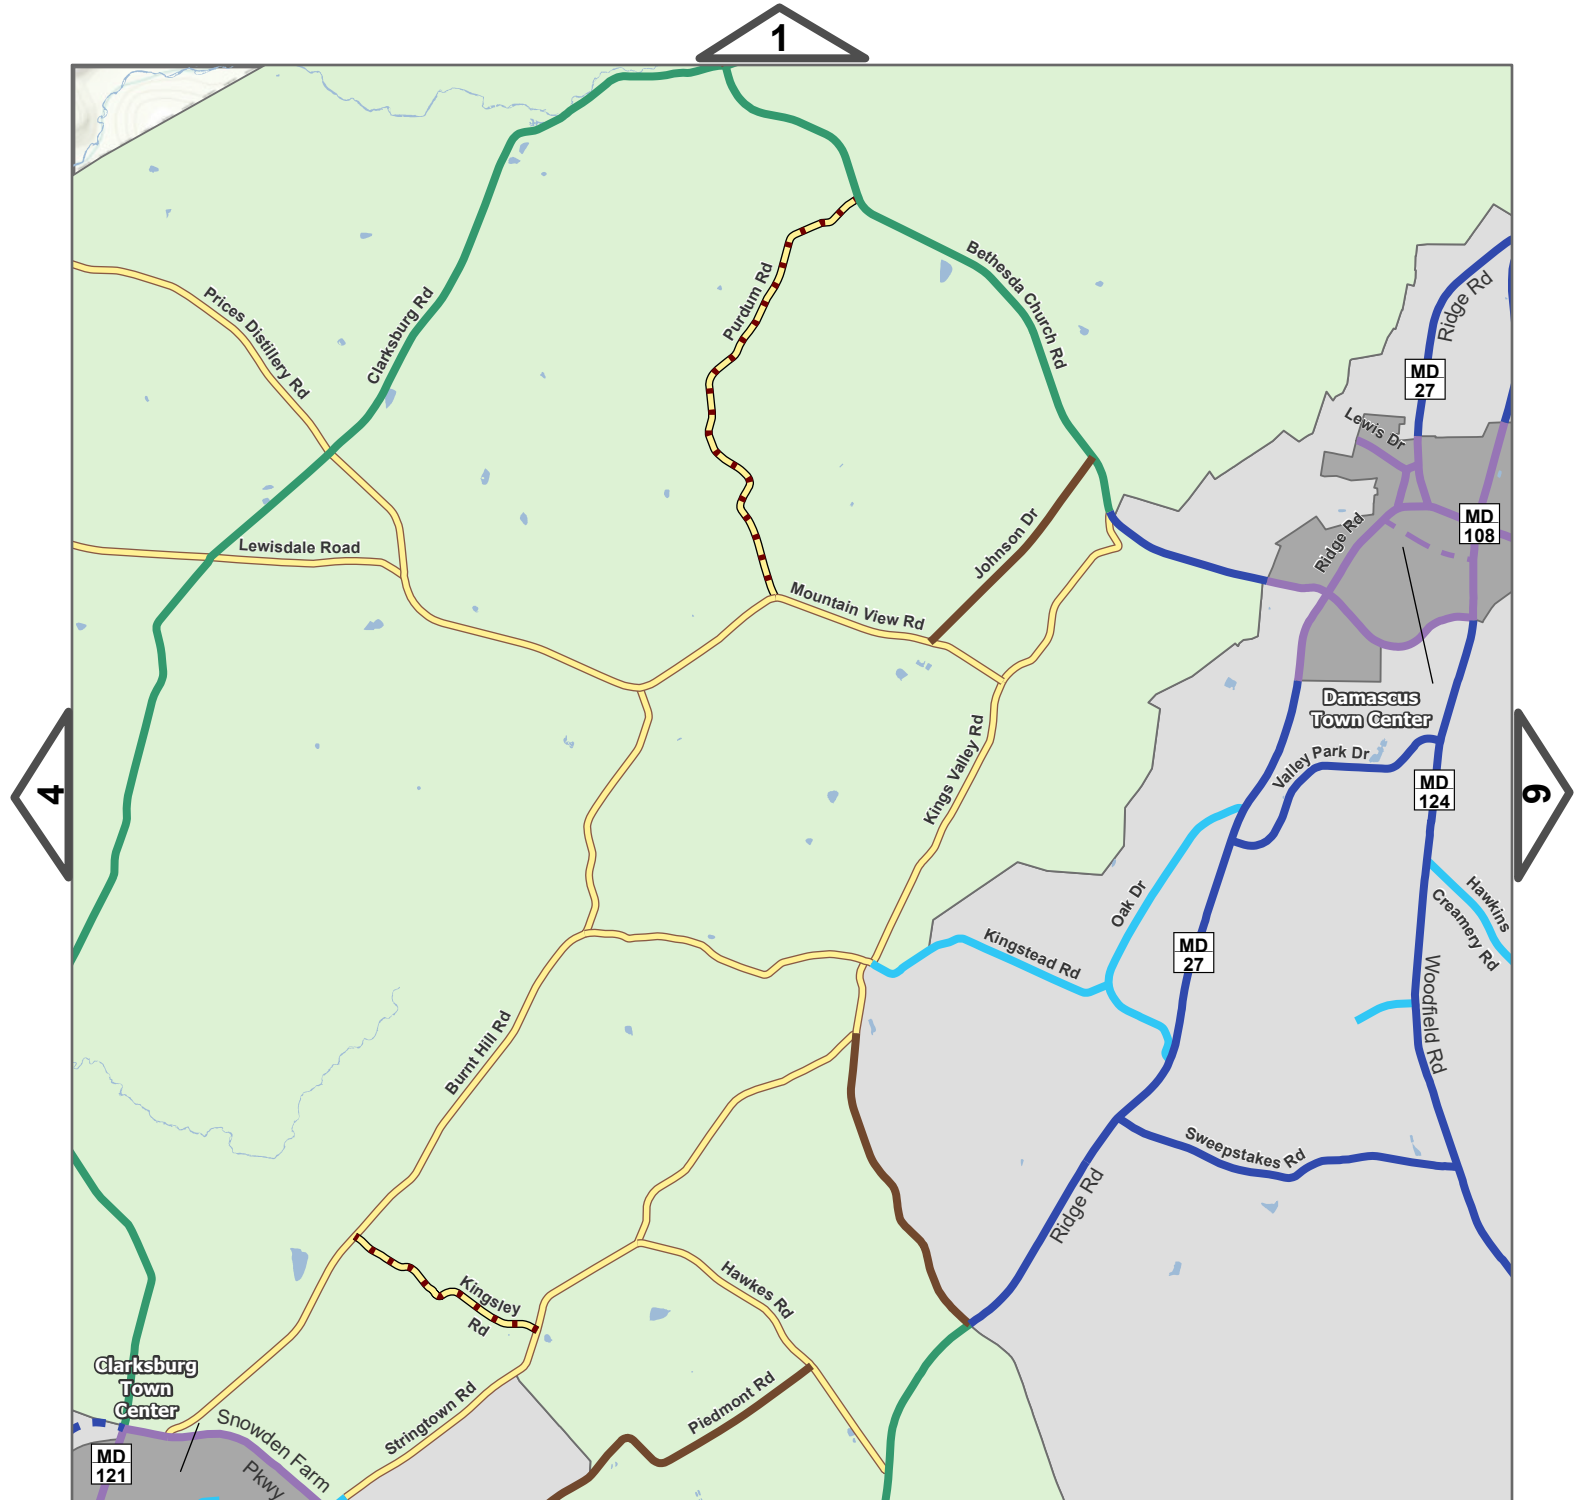 1
Ridge Rd
Bethesda Church Rd
Purdum Rd
Prices Distillery Rd
Clarksburg Rd
MD
27
Lewis Dr
MD
108
Ridge Rd
Johnson Dr
Lewisdale Road
Mountain View Rd
Damascus
Town Center
Kings Valley Rd
Valley Park Dr
MD
124
4
9
Oak Dr
Hawkins
Creamery Rd
Kingstead Rd
MD
27
Woodfield Rd
Burnt Hill Rd
Sweepstakes Rd
Ridge Rd
Kingsley
Rd
Hawkes Rd
Clarksburg
Town
Center
Piedmont Rd
Stringtown Rd
Snowden Farm
Pkwy
MD
121